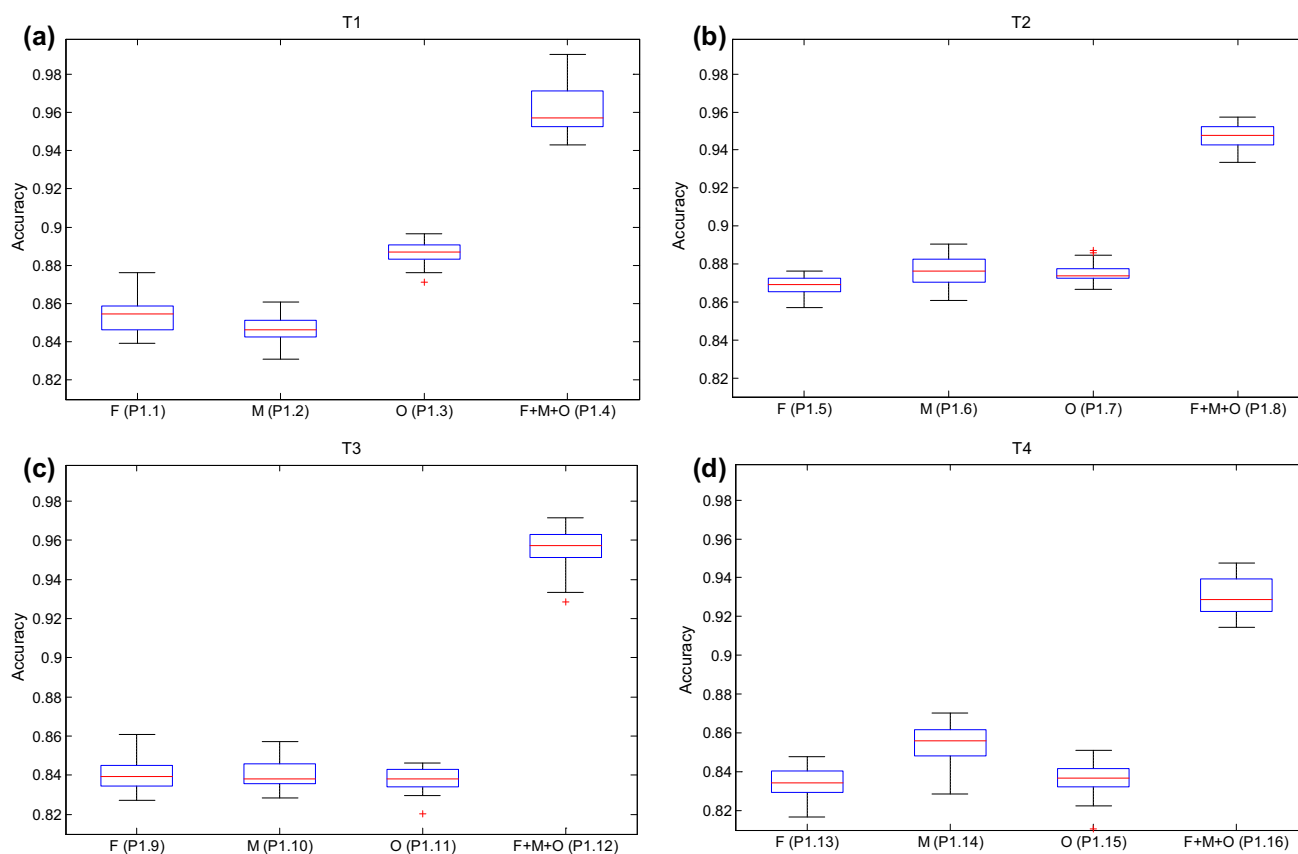 (a)
T1
Accuracy
0.98
0.96
0.94
0.92
0.9
0.88
0.86
0.84
0.82
F (P1.1) M (P1.2) O (P1.3) F+M+O (P1.4)
(b)
T2
Accuracy
0.98
0.96
0.94
0.92
0.9
0.88
0.86
0.84
0.82
F (P1.5) M (P1.6) O (P1.7) F+M+O (P1.8)
(c)
T3
Accuracy
0.98
0.96
0.94
0.92
0.9
0.88
0.86
0.84
0.82
F (P1.9) M (P1.10) O (P1.11) F+M+O (P1.12)
(d)
T4
Accuracy
0.98
0.96
0.94
0.92
0.9
0.88
0.86
0.84
0.82
F (P1.13) M (P1.14) O (P1.15) F+M+O (P1.16)